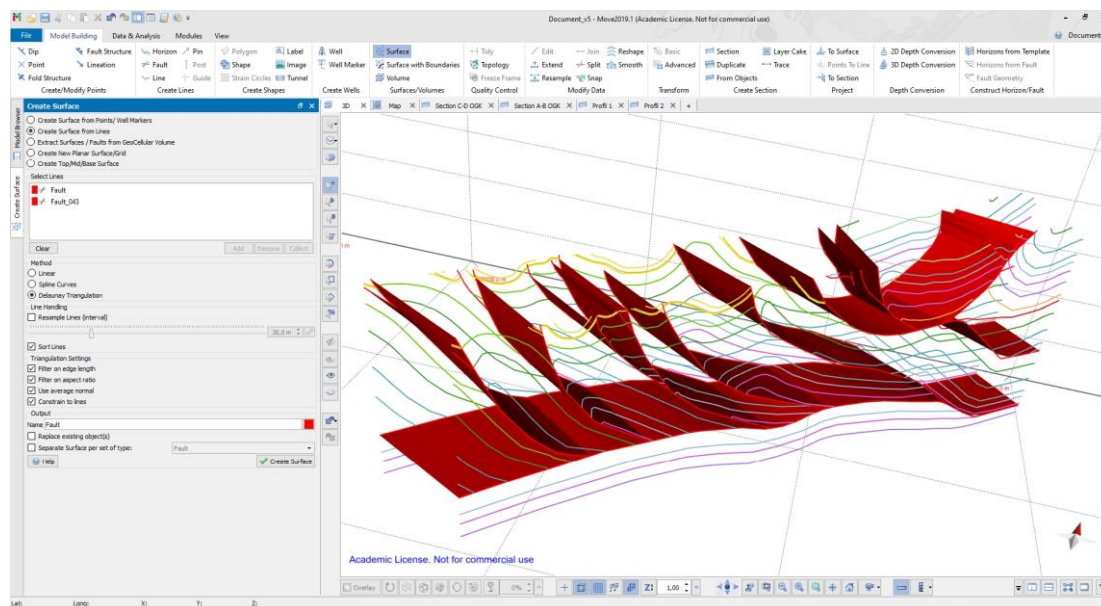 Document_v5 - Move2019.1 (Academic License. Not for commercial use)
File Model Building Data & Analysis Modules View Document
Dip Fault Structure Horizon Pin Polygon Label Well Surface Tidy Edit Join Reshape Basic Section Layer Cake To Surface 2D Depth Conversion Horizons from Template
Point Lineation Fault Post Shape Image Well Marker Surface with Boundaries Topology Extend Split Smooth Advanced Duplicate Trace Points To Line 3D Depth Conversion Horizons from Fault
Fold Structure Line Guide Strain Circles Tunnel Volume Freeze Frame Resample Snap From Objects To Section Fault Geometry
Create/Modify Points Create Lines Create Shapes Create Wells Surfaces/Volumes Quality Control Modify Data Transform Create Section Project Depth Conversion Construct Horizon/Fault
Create Surface
3D Map Section C-D OGK Section A-B OGK Profil 1 Profil 2
Model Browser
Create Surface
Create Surface from Points/ Well Markers
Create Surface from Lines
Extract Surfaces / Faults from GeoCellular Volume
Create New Planar Surface/Grid
Create Top/Mid/Base Surface
Select Lines
Fault
Fault_043
Clear Add Remove Collect
Method
Linear
Spline Curves
Delaunay Triangulation
Line Handling
Resample Lines (interval)
30,0 m
Sort Lines
Triangulation Settings
Filter on edge length
Filter on aspect ratio
Use average normal
Constrain to lines
Output
Name Fault
Replace existing object(s)
Separate Surface per set of type: Fault
Help Create Surface
Academic License. Not for commercial use
Overlay 0% Z: 1,00
Lat: Long: X: Y: Z: